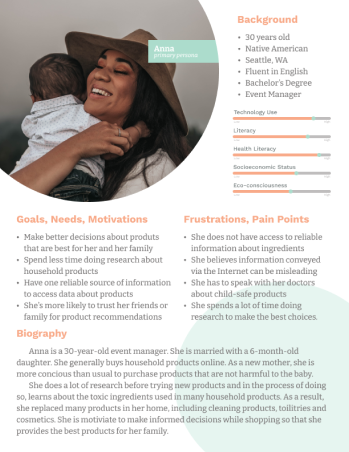 Background
Anna
primary persona
• 30 years old
• Native American
• Seattle, WA
• Fluent in English
• Bachelor's Degree
• Event Manager
Technology Use
Literacy
Health Literacy
Socioeconomic Status
Eco-consciousness
Goals, Needs, Motivations
• Make better decisions about produts
that are best for her and her family
• Spend less time doing research about
household products
• Have one reliable source of information
to access data about products
• She's more likely to trust her friends or
family for product recommendations
Frustrations, Pain Points
• She does not have access to reliable
information about ingredients
• She believes information conveyed
via the Internet can be misleading
• She has to speak with her doctors
about child-safe products
• She spends a lot of time doing
research to make the best choices.
Biography
Anna is a 30-year-old event manager. She is married with a 6-month-old
daughter. She generally buys household products online. As a new mother, she is
more concious than usual to purchase products that are not harmful to the baby.
She does a lot of research before trying new products and in the process of doing
so, learns about the toxic ingredients used in many household products. As a result,
she replaced many products in her home, including cleaning products, toilitries and
cosmetics. She is motiviate to make informed decisions while shopping so that she
provides the best products for her family.